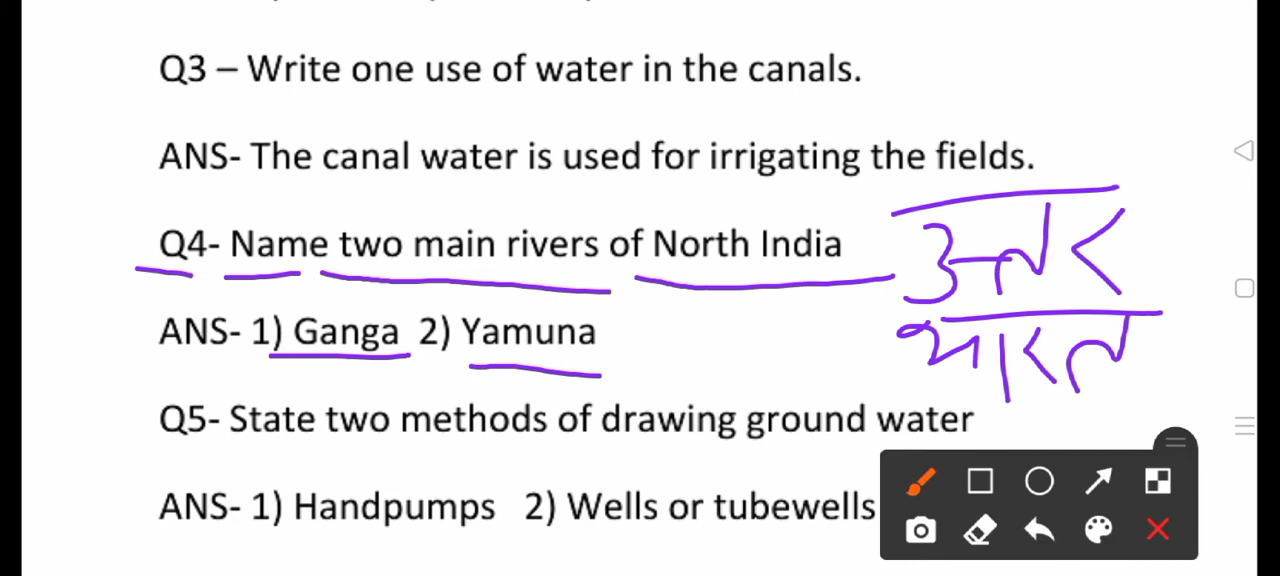 Q3 – Write one use of water in the canals.
ANS- The canal water is used for irrigating the fields.
Q4- Name two main rivers of North India
उत्तर
भारत
ANS- 1) Ganga 2) Yamuna
Q5- State two methods of drawing ground water
ANS- 1) Handpumps 2) Wells or tubewells